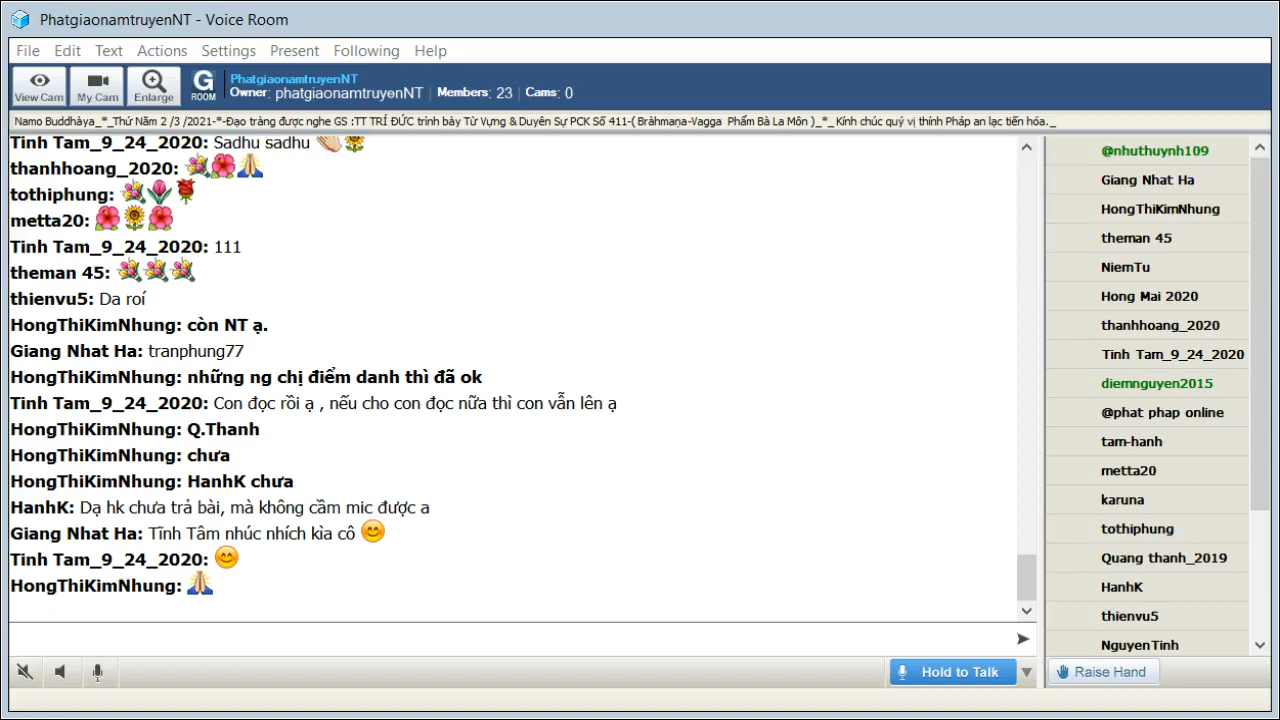 PhatgiaonamtruyenNT - Voice Room
File Edit Text Actions Settings Present Following Help
View Cam My Cam Enlarge G ROOM
PhatgiaonamtruyenNT
Owner: phatgiaonamtruyenNT | Members: 23 | Cams: 0
Namo Buddhàya_*_Thứ Năm 2 /3 /2021-*-Đạo tràng được nghe GS :TT TRÍ ĐỨC trình bày Từ Vựng & Duyên Sự PCK Số 411-( Bràhmaṇa-Vagga Phẩm Bà La Môn )_*_ Kính chúc quý vị thính Pháp an lạc tiến hóa._
Tinh Tam_9_24_2020: Sadhu sadhu 👏🌻
thanhhoang_2020: 💐🌺🙏
tothiphung: 💐🌷🌹
metta20: 🌺🌻🌺
Tinh Tam_9_24_2020: 111
theman 45: 💐💐💐
thienvu5: Da roí
HongThiKimNhung: còn NT ạ.
Giang Nhat Ha: tranphung77
HongThiKimNhung: những ng chị điểm danh thì đã ok
Tinh Tam_9_24_2020: Con đọc rồi ạ , nếu cho con đọc nữa thì con vẫn lên ạ
HongThiKimNhung: Q.Thanh
HongThiKimNhung: chưa
HongThiKimNhung: HanhK chưa
HanhK: Dạ hk chưa trả bài, mà không cầm mic được a
Giang Nhat Ha: Tĩnh Tâm nhúc nhích kìa cô 😊
Tinh Tam_9_24_2020: 😊
HongThiKimNhung: 🙏
@nhuthuynh109
Giang Nhat Ha
HongThiKimNhung
theman 45
NiemTu
Hong Mai 2020
thanhhoang_2020
Tinh Tam_9_24_2020
diemnguyen2015
@phat phap online
tam-hanh
metta20
karuna
tothiphung
Quang thanh_2019
HanhK
thienvu5
NguyenTinh
Hold to Talk
Raise Hand